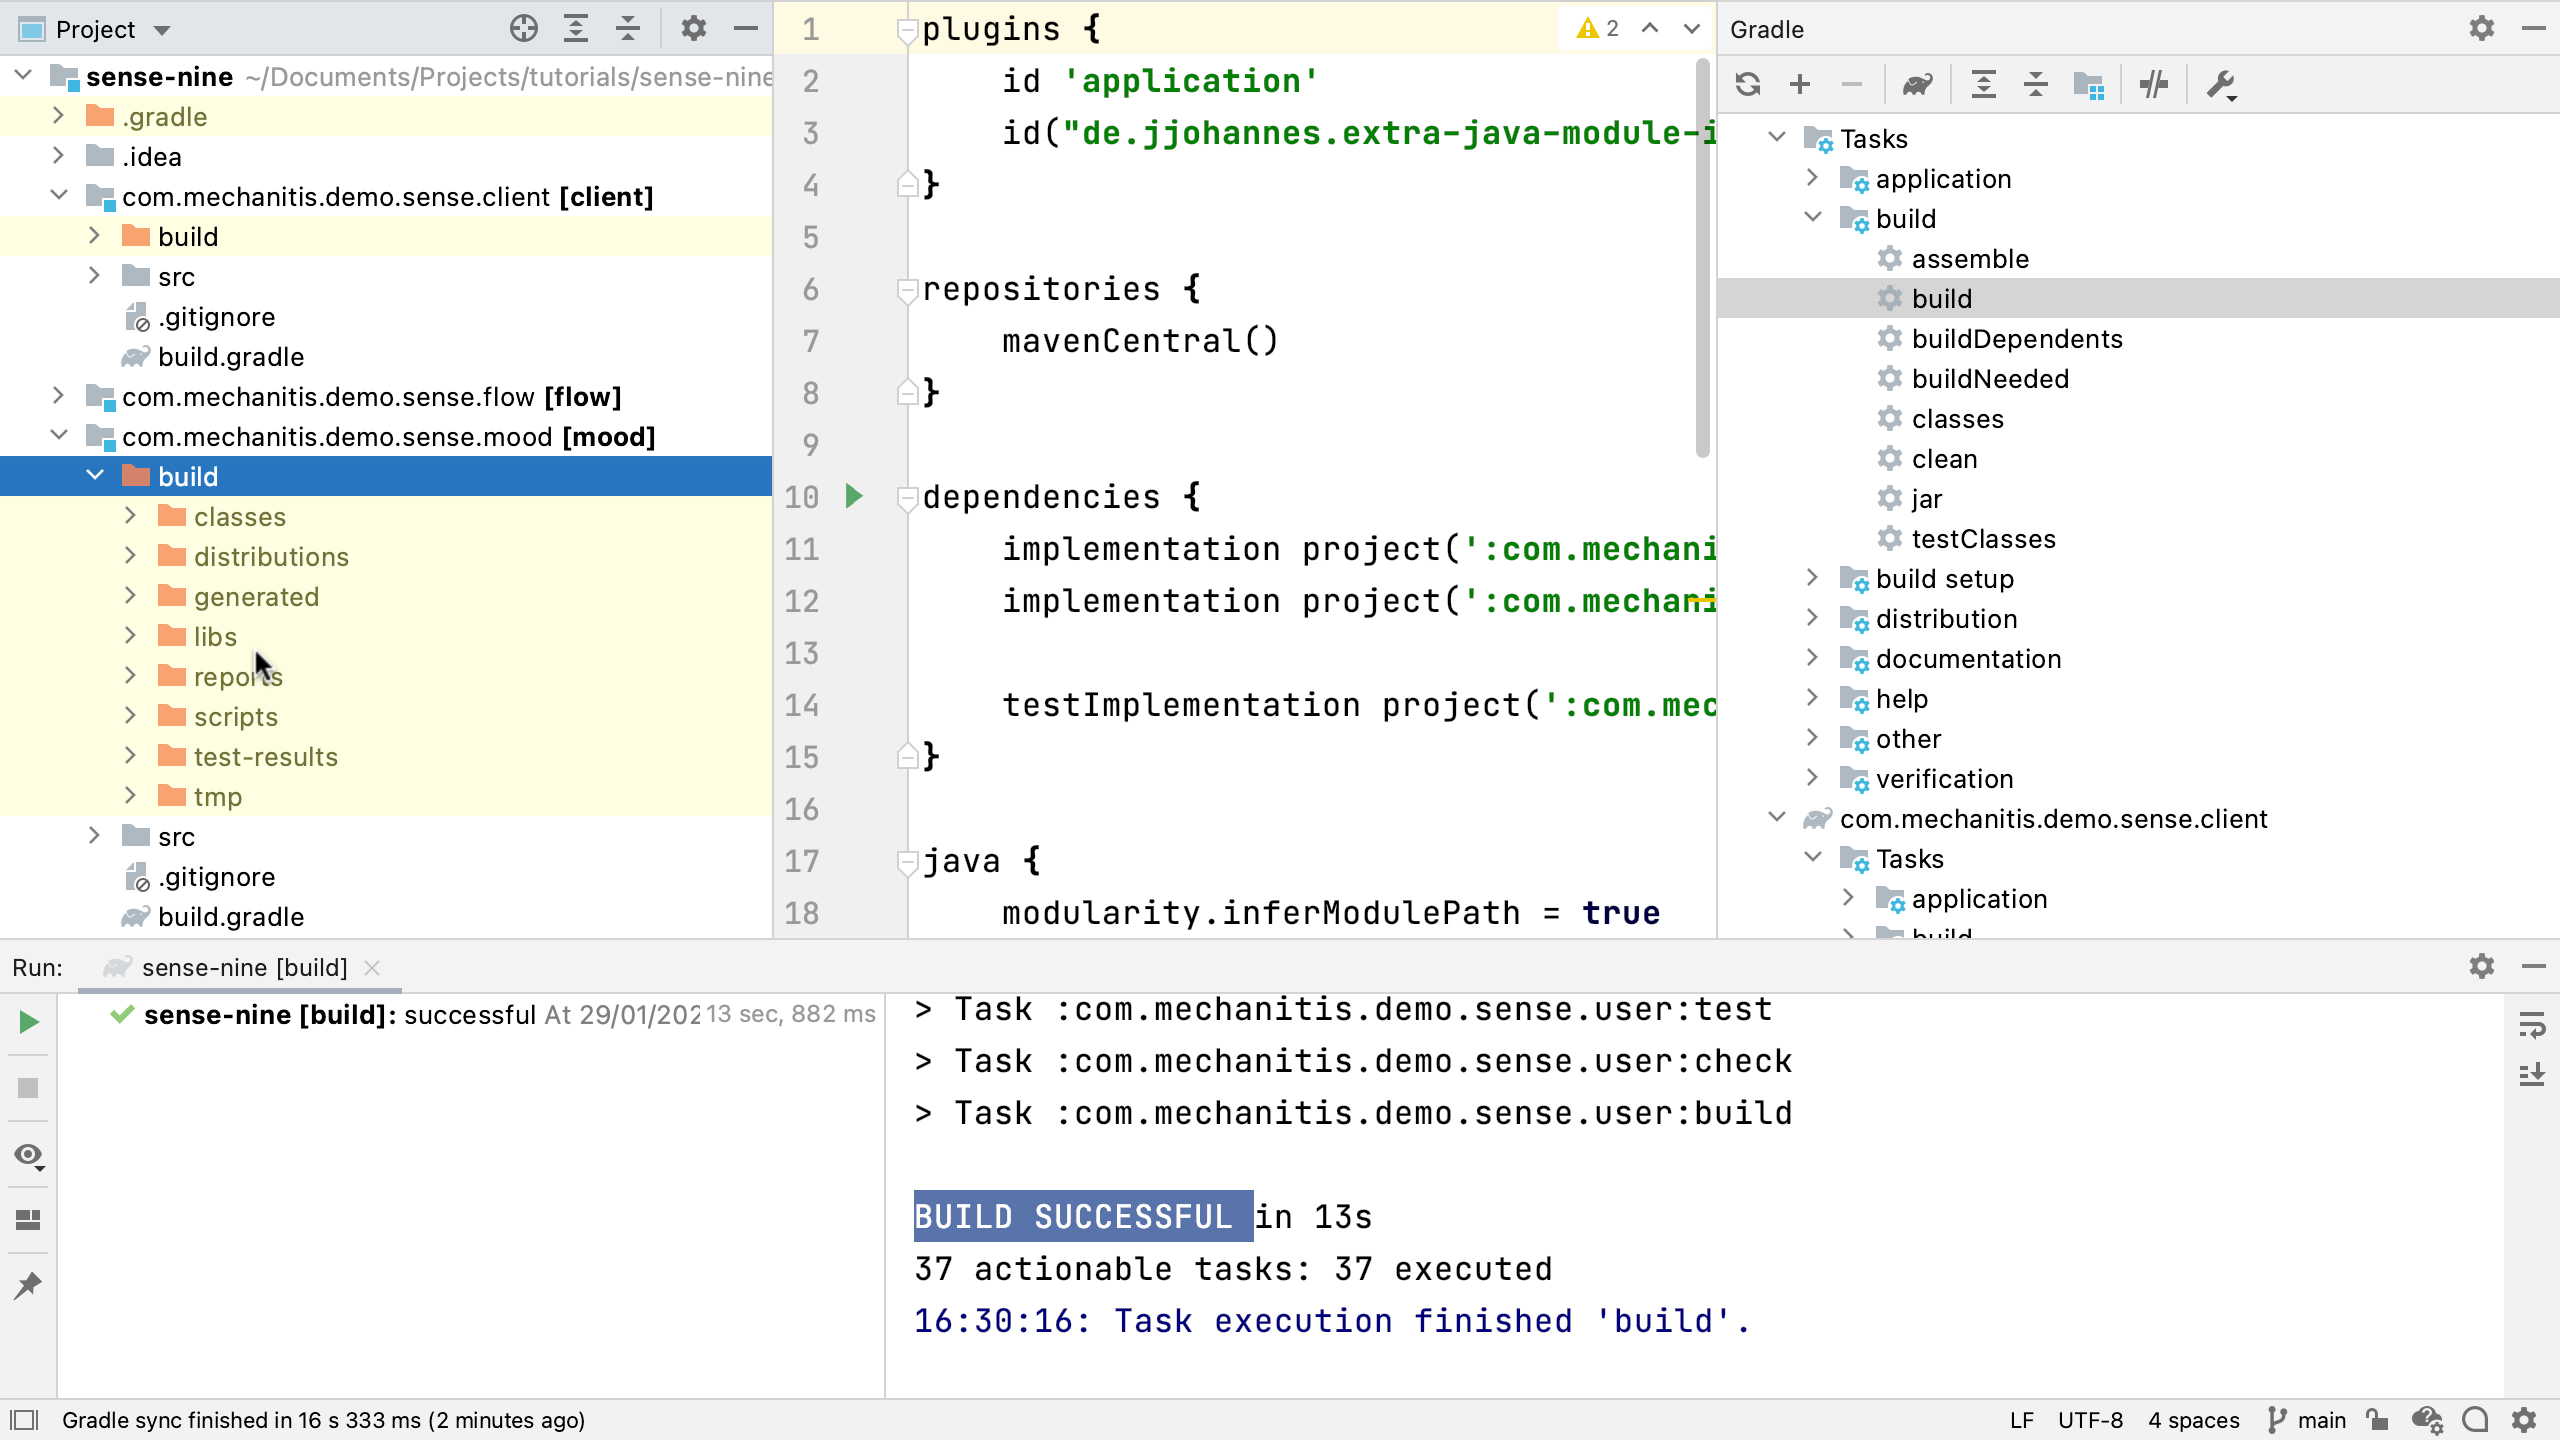 Project
sense-nine ~/Documents/Projects/tutorials/sense-nine
.gradle
.idea
com.mechanitis.demo.sense.client [client]
build
src
.gitignore
build.gradle
com.mechanitis.demo.sense.flow [flow]
com.mechanitis.demo.sense.mood [mood]
build
classes
distributions
generated
libs
reports
scripts
test-results
tmp
src
.gitignore
build.gradle
1 plugins {
2 id 'application'
3 id("de.jjohannes.extra-java-module-i
4 }
5
6 repositories {
7 mavenCentral()
8 }
9
10 dependencies {
11 implementation project(':com.mechani
12 implementation project(':com.mechani
13
14 testImplementation project(':com.mec
15 }
16
17 java {
18 modularity.inferModulePath = true
2
Gradle
Tasks
application
build
assemble
build
buildDependents
buildNeeded
classes
clean
jar
testClasses
build setup
distribution
documentation
help
other
verification
com.mechanitis.demo.sense.client
Tasks
application
build
Run: sense-nine [build]
sense-nine [build]: successful At 29/01/202 13 sec, 882 ms
> Task :com.mechanitis.demo.sense.user:test
> Task :com.mechanitis.demo.sense.user:check
> Task :com.mechanitis.demo.sense.user:build
BUILD SUCCESSFUL in 13s
37 actionable tasks: 37 executed
16:30:16: Task execution finished 'build'.
Gradle sync finished in 16 s 333 ms (2 minutes ago)
LF UTF-8 4 spaces main